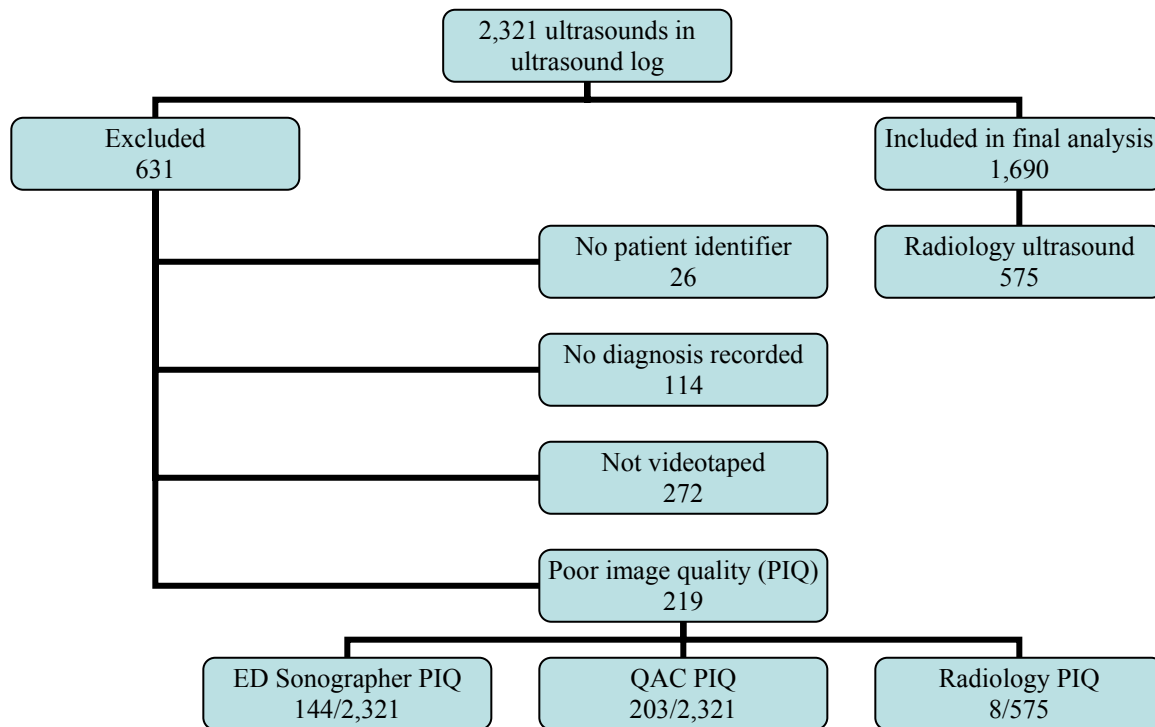 2,321 ultrasounds in
ultrasound log
Excluded
631
Included in final analysis
1,690
No patient identifier
26
Radiology ultrasound
575
No diagnosis recorded
114
Not videotaped
272
Poor image quality (PIQ)
219
ED Sonographer PIQ
144/2,321
QAC PIQ
203/2,321
Radiology PIQ
8/575